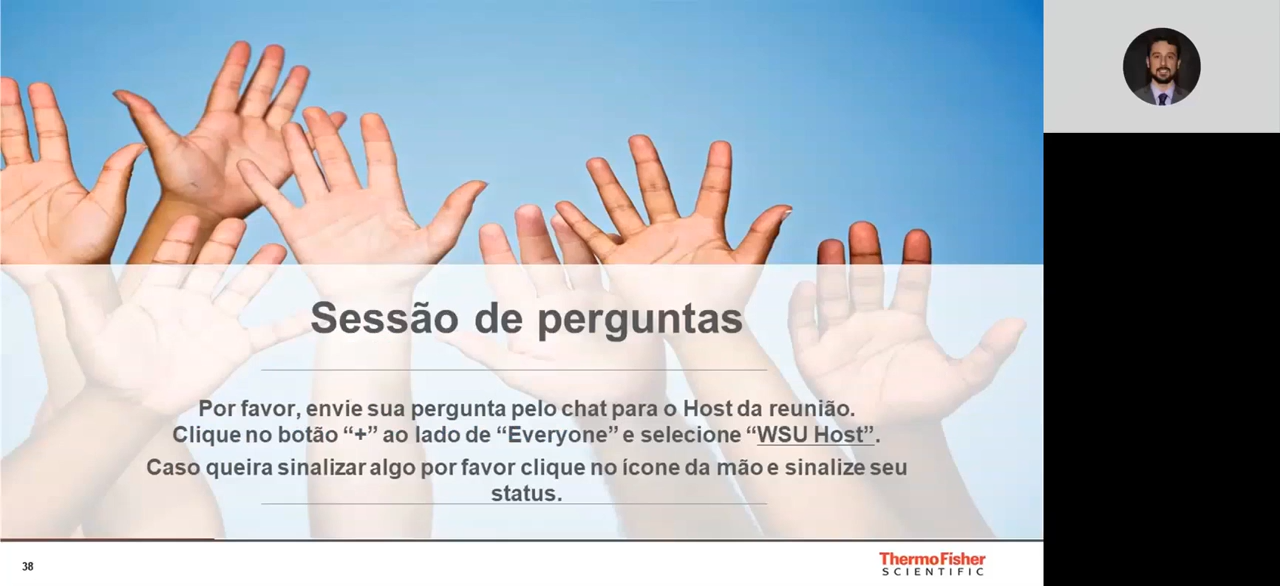 Sessão de perguntas
Por favor, envie sua pergunta pelo chat para o Host da reunião.
Clique no botão “+” ao lado de “Everyone” e selecione “WSU Host”.
Caso queira sinalizar algo por favor clique no ícone da mão e sinalize seu
status.
38
ThermoFisher
SCIENTIFIC